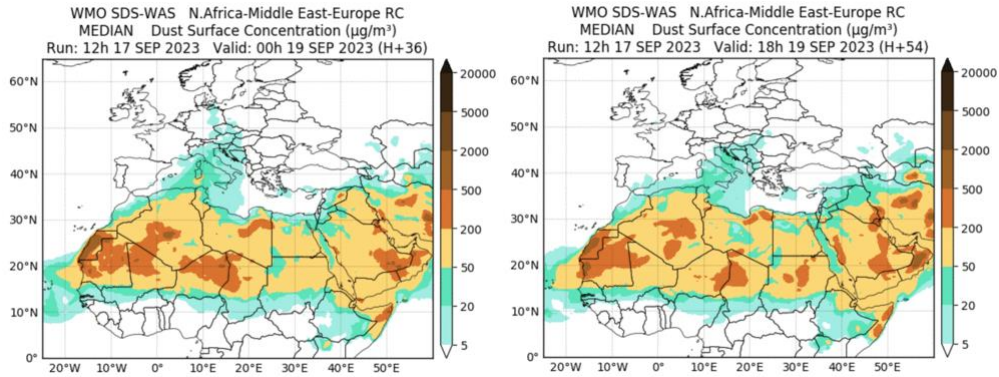 WMO SDS-WAS N.Africa-Middle East-Europe RC
MEDIAN Dust Surface Concentration (µg/m³)
Run: 12h 17 SEP 2023 Valid: 00h 19 SEP 2023 (H+36)
60°N
50°N
40°N
30°N
20°N
10°N
0°
20°W 10°W 0° 10°E 20°E 30°E 40°E 50°E
20000
5000
2000
500
200
50
20
5
WMO SDS-WAS N.Africa-Middle East-Europe RC
MEDIAN Dust Surface Concentration (µg/m³)
Run: 12h 17 SEP 2023 Valid: 18h 19 SEP 2023 (H+54)
60°N
50°N
40°N
30°N
20°N
10°N
0°
20°W 10°W 0° 10°E 20°E 30°E 40°E 50°E
20000
5000
2000
500
200
50
20
5